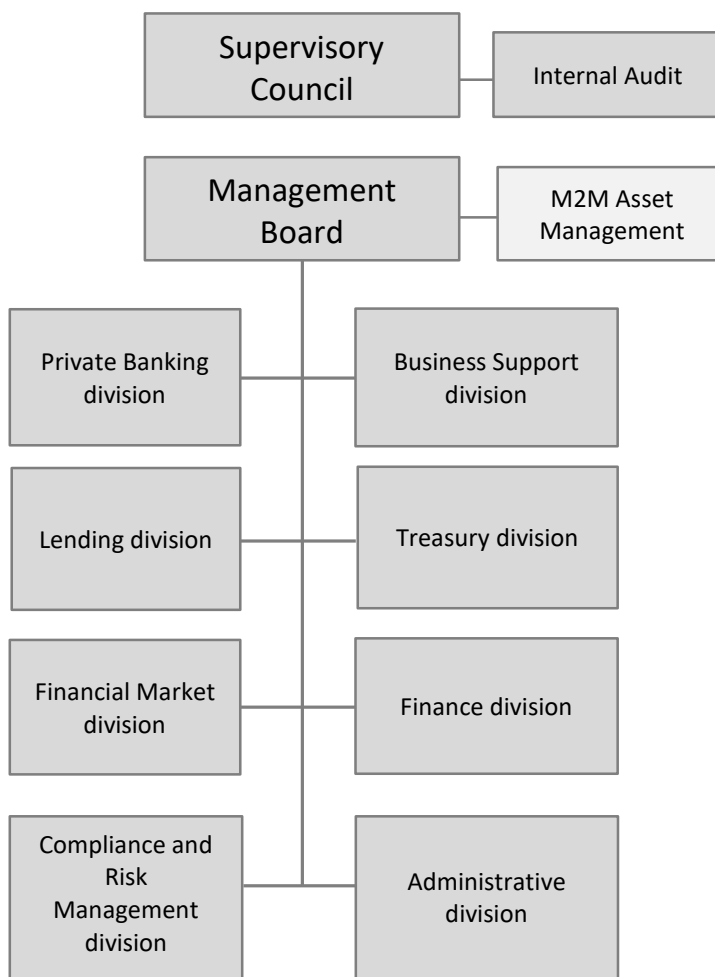 Supervisory
Council
Internal Audit
Management
Board
M2M Asset
Management
Private Banking
division
Business Support
division
Lending division
Treasury division
Financial Market
division
Finance division
Compliance and
Risk
Management
division
Administrative
division